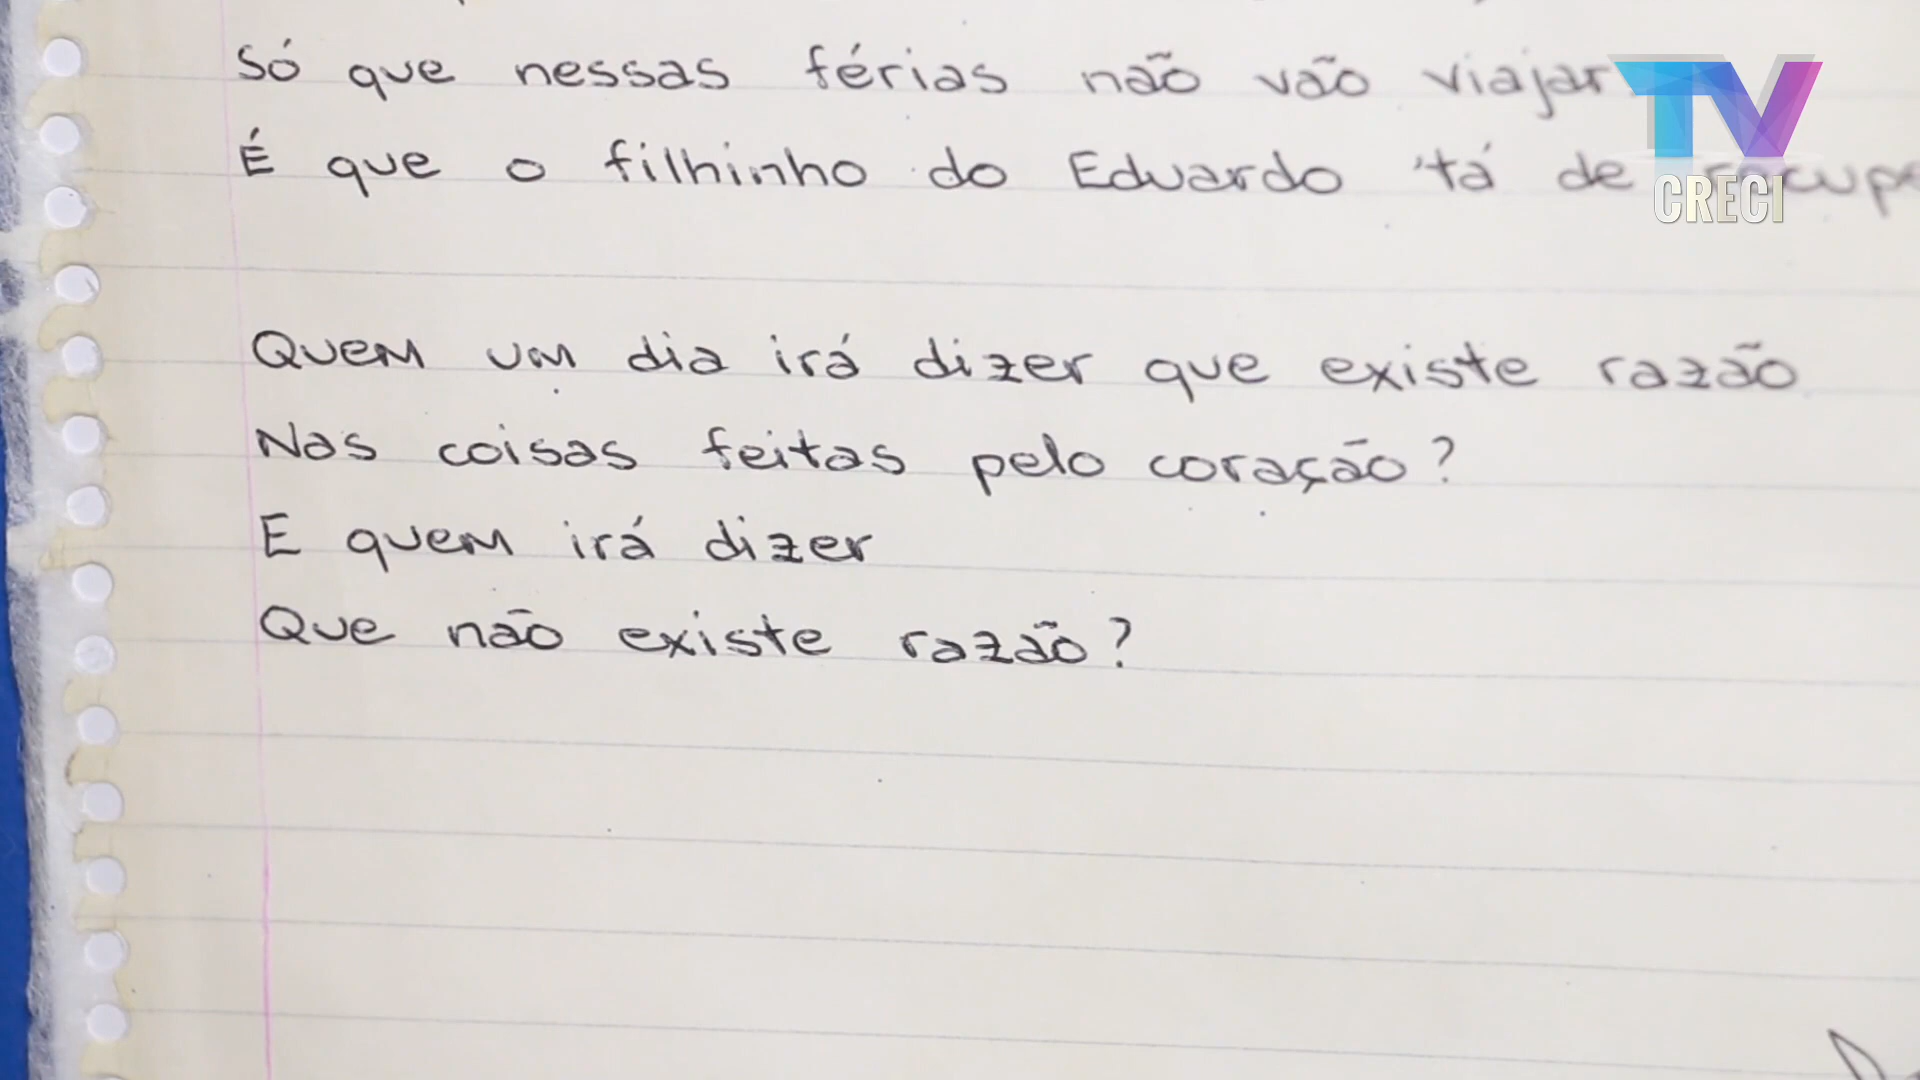 Só que nessas férias não vão viajar
É que o filhinho do Eduardo 'tá de
Quem um dia irá dizer que existe razão
Nas coisas feitas pelo coração?
E quem irá dizer
Que não existe razão?
TV
CRECI